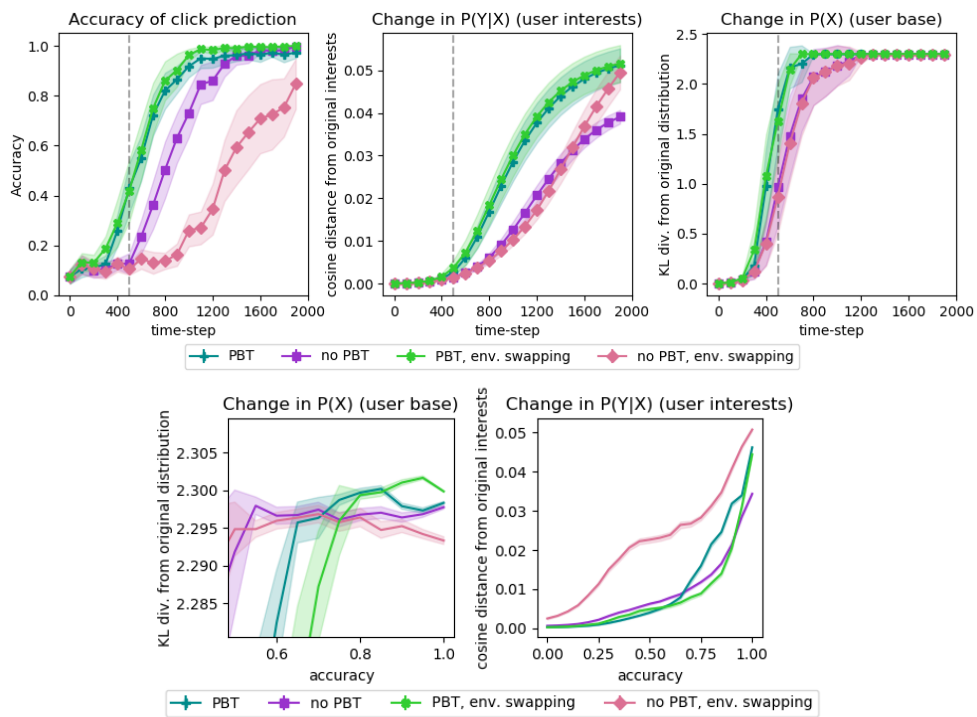 Accuracy of click prediction
Accuracy
1.0
0.8
0.6
0.4
0.2
0.0
0 400 800 1200 1600 2000
time-step
Change in P(Y|X) (user interests)
cosine distance from original interests
0.05
0.04
0.03
0.02
0.01
0.00
0 400 800 1200 1600 2000
time-step
Change in P(X) (user base)
KL div. from original distribution
2.5
2.0
1.5
1.0
0.5
0.0
0 400 800 1200 1600 2000
time-step
PBT no PBT PBT, env. swapping no PBT, env. swapping
Change in P(X) (user base)
KL div. from original distribution
2.305
2.300
2.295
2.290
2.285
0.6 0.8 1.0
accuracy
Change in P(Y|X) (user interests)
cosine distance from original interests
0.05
0.04
0.03
0.02
0.01
0.00
0.00 0.25 0.50 0.75 1.00
accuracy
PBT no PBT PBT, env. swapping no PBT, env. swapping